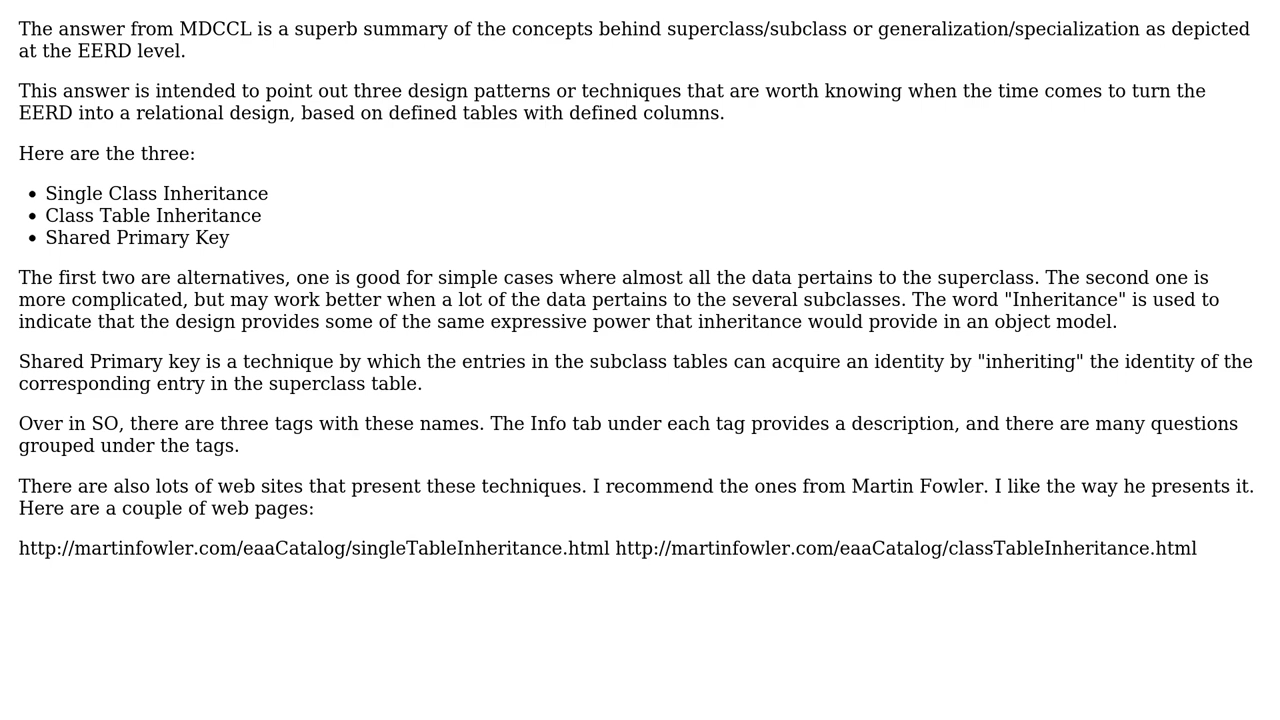 The answer from MDCCL is a superb summary of the concepts behind superclass/subclass or generalization/specialization as depicted
at the EERD level.
This answer is intended to point out three design patterns or techniques that are worth knowing when the time comes to turn the
EERD into a relational design, based on defined tables with defined columns.
Here are the three:
• Single Class Inheritance
• Class Table Inheritance
• Shared Primary Key
The first two are alternatives, one is good for simple cases where almost all the data pertains to the superclass. The second one is
more complicated, but may work better when a lot of the data pertains to the several subclasses. The word "Inheritance" is used to
indicate that the design provides some of the same expressive power that inheritance would provide in an object model.
Shared Primary key is a technique by which the entries in the subclass tables can acquire an identity by "inheriting" the identity of the
corresponding entry in the superclass table.
Over in SO, there are three tags with these names. The Info tab under each tag provides a description, and there are many questions
grouped under the tags.
There are also lots of web sites that present these techniques. I recommend the ones from Martin Fowler. I like the way he presents it.
Here are a couple of web pages:
http://martinfowler.com/eaaCatalog/singleTableInheritance.html http://martinfowler.com/eaaCatalog/classTableInheritance.html